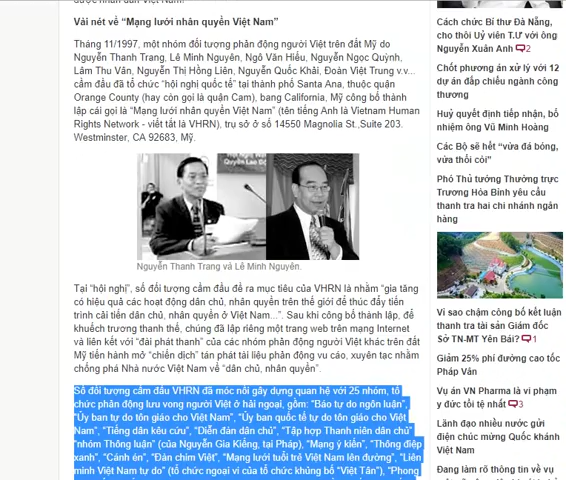 được nhân dân Việt Nam.
Vài nét về “Mạng lưới nhân quyền Việt Nam”
Tháng 11/1997, một nhóm đối tượng phản động người Việt trên đất Mỹ do
Nguyễn Thanh Trang, Lê Minh Nguyên, Ngô Văn Hiếu, Nguyễn Ngọc Quỳnh,
Lâm Thu Vân, Nguyễn Thị Hồng Liên, Nguyễn Quốc Khải, Đoàn Việt Trung v.v...
cầm đầu đã tổ chức “hội nghị quốc tế” tại thành phố Santa Ana, thuộc quận
Orange County (hay còn gọi là quận Cam), bang California, Mỹ công bố thành
lập cái gọi là “Mạng lưới nhân quyền Việt Nam” (tên tiếng Anh là Vietnam Human
Rights Network - viết tắt là VHRN), trụ sở ở số 14550 Magnolia St.,Suite 203.
Westminster, CA 92683, Mỹ.
Nguyễn Thanh Trang và Lê Minh Nguyên.
Tại “hội nghị”, số đối tượng cầm đầu đề ra mục tiêu của VHRN là nhằm “gia tăng
có hiệu quả các hoạt động dân chủ, nhân quyền trên thế giới để thúc đẩy tiến
trình cải tiến dân chủ, nhân quyền ở Việt Nam...”. Sau khi công bố thành lập, để
khuếch trương thanh thế, chúng đã lập riêng một trang web trên mạng Internet
và liên kết với “đài phát thanh” của các nhóm phản động người Việt khác trên đất
Mỹ tiến hành mở “chiến dịch” tán phát tài liệu phản động vu cáo, xuyên tạc nhằm
chống phá Nhà nước Việt Nam về “dân chủ, nhân quyền”.
Số đối tượng cầm đầu VHRN đã móc nối gây dựng quan hệ với 25 nhóm, tổ
chức phản động lưu vong người Việt ở hải ngoại, gồm: “Báo tự do ngôn luận”,
“Ủy ban tự do tôn giáo cho Việt Nam”, “Ủy ban quốc tế tự do tôn giáo cho Việt
Nam”, “Tiếng dân kêu cứu”, “Diễn đàn dân chủ”, “Tập hợp Thanh niên dân chủ”
“nhóm Thông luận” (của Nguyễn Gia Kiểng, tại Pháp), “Mạng ý kiến”, “Thông điệp
xanh”, “Cánh én”, “Đàn chim Việt”, “Mạng lưới tuổi trẻ Việt Nam lên đường”, “Liên
minh Việt Nam tự do” (tổ chức ngoại vi của tổ chức khủng bố “Việt Tân”), “Phong
Cách chức Bí thư Đà Nẵng,
cho thôi Uỷ viên T.Ư với ông
Nguyễn Xuân Anh 2
Chốt phương án xử lý với 12
dự án đắp chiếu ngành công
thương
Huỷ quyết định tiếp nhận, bổ
nhiệm ông Vũ Minh Hoàng
Các Bộ sẽ hết “vừa đá bóng,
vừa thổi còi”
Phó Thủ tướng Thường trực
Trương Hòa Bình yêu cầu
thanh tra hai chi nhánh ngân
hàng
Vì sao chậm công bố kết luận
thanh tra tài sản Giám đốc
Sở TN-MT Yên Bái? 1
Giảm 25% phí đường cao tốc
Pháp Vân
Vụ án VN Pharma là vi phạm
y đức tồi tệ nhất 3
Lãnh đạo nhiều nước gửi
điện chúc mừng Quốc khánh
Việt Nam
Đang làm rõ thông tin về vụ